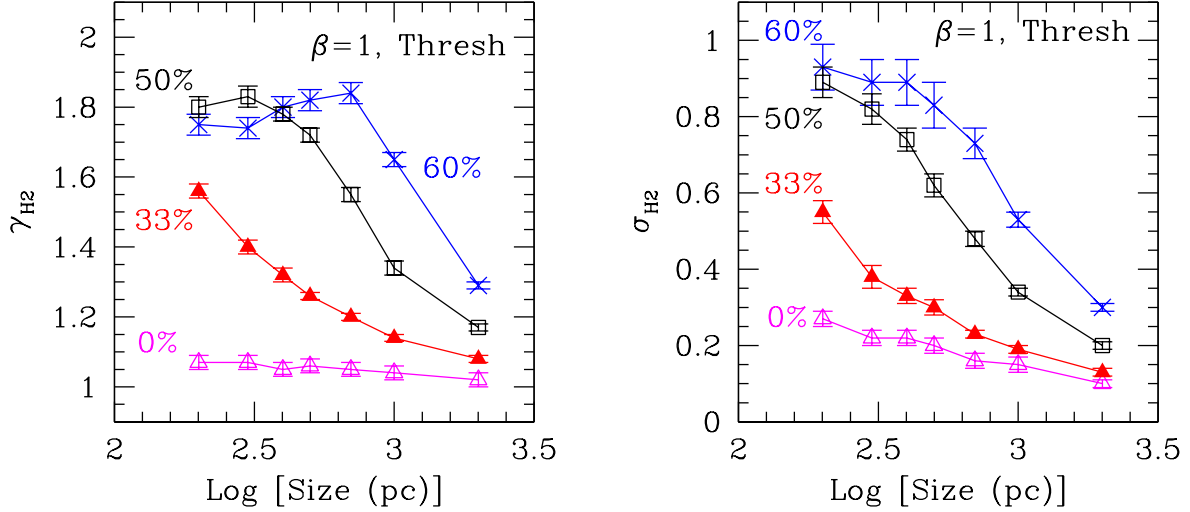 β=1, Thresh
2
1.8
1.6
1.4
1.2
1
γH2
50%
60%
33%
0%
2 2.5 3 3.5
Log [Size (pc)]
β=1, Thresh
1
0.8
0.6
0.4
0.2
0
σH2
60%
50%
33%
0%
2 2.5 3 3.5
Log [Size (pc)]